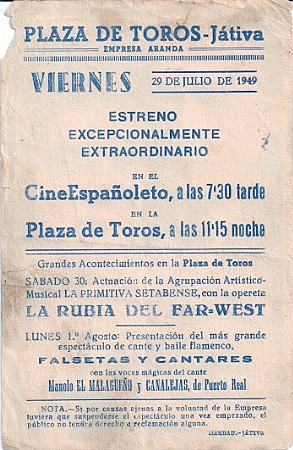 PLAZA DE TOROS-Játiva
EMPRESA ARANDA
VIERNES 29 DE JULIO DE 1949
ESTRENO
EXCEPCIONALMENTE
EXTRAORDINARIO
EN EL
CineEspañoleto, a las 7'30 tarde
EN LA
Plaza de Toros, a las 11'15 noche
Grandes Acontecimientos en la Plaza de Toros
SABADO 30: Actuación de la Agrupación Artístico-
Musical LA PRIMITIVA SETABENSE, con la opereta
LA RUBIA DEL FAR-WEST
LUNES 1.º Agosto: Presentación del más grande
espectáculo de cante y baile flamenco,
FALSETAS Y CANTARES
con las voces mágicas del cante
Manolo EL MALAGUEÑO y CANALEJAS, de Puerto Real
NOTA.-Si por causas ajenas a la voluntad de la Empresa
tuviera que suspenderse el espectáculo una vez empezado, el
público no tendrá derecho a reclamación alguna.
-JÁTIVA